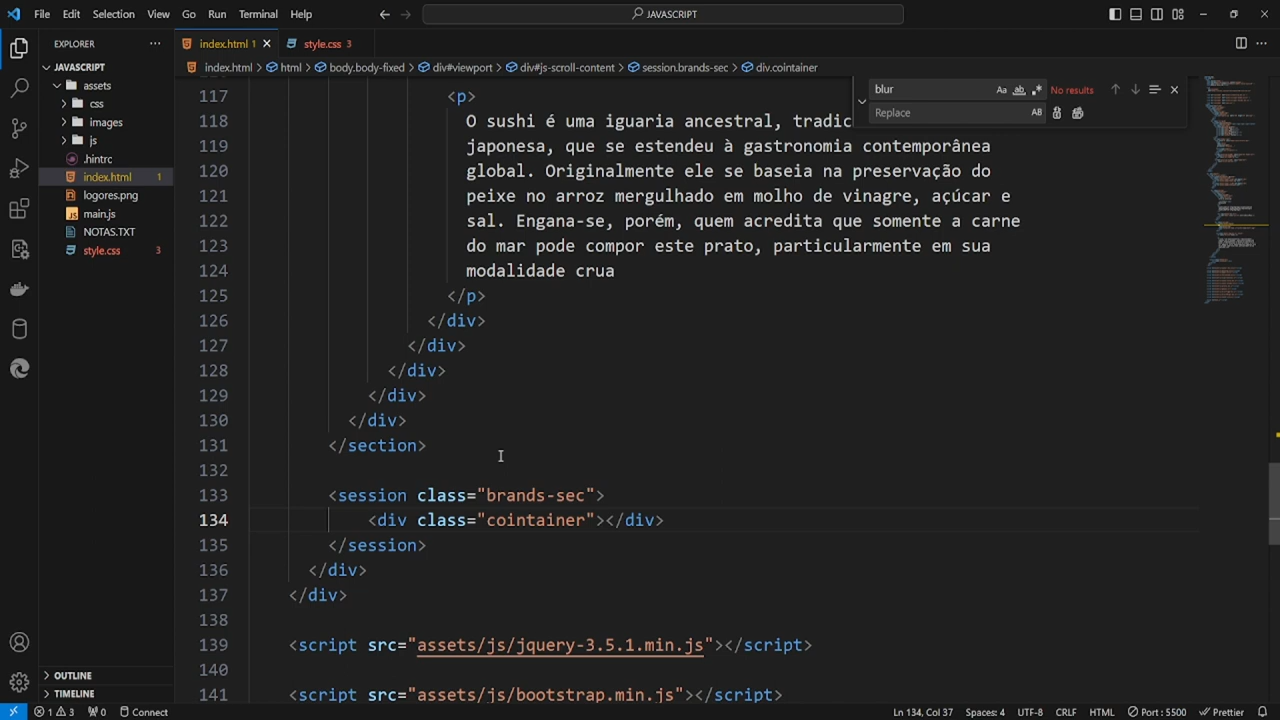 File Edit Selection View Go Run Terminal Help
JAVASCRIPT
EXPLORER
index.html 1
style.css 3
JAVASCRIPT
index.html > html > body.body-fixed > div#viewport > div#js-scroll-content > session.brands-sec > div.cointainer
assets
css
images
js
.hintrc
index.html 1
logores.png
main.js
NOTAS.TXT
style.css 3
blur
Aa ab No results
Replace AB
117 <p>
118 O sushi é uma iguaria ancestral, tradic
119 japonesa, que se estendeu à gastronomia contemporânea
120 global. Originalmente ele se baseia na preservação do
121 peixe no arroz mergulhado em molho de vinagre, açúcar e
122 sal. Engana-se, porém, quem acredita que somente a carne
123 do mar pode compor este prato, particularmente em sua
124 modalidade crua
125 </p>
126 </div>
127 </div>
128 </div>
129 </div>
130 </div>
131 </section>
132
133 <session class="brands-sec">
134 <div class="cointainer"></div>
135 </session>
136 </div>
137 </div>
138
139 <script src="assets/js/jquery-3.5.1.min.js"></script>
140
141 <script src="assets/js/bootstrap.min.js"></script>
OUTLINE
TIMELINE
1 3 0 Connect Ln 134, Col 37 Spaces: 4 UTF-8 CRLF HTML Port : 5500 Prettier